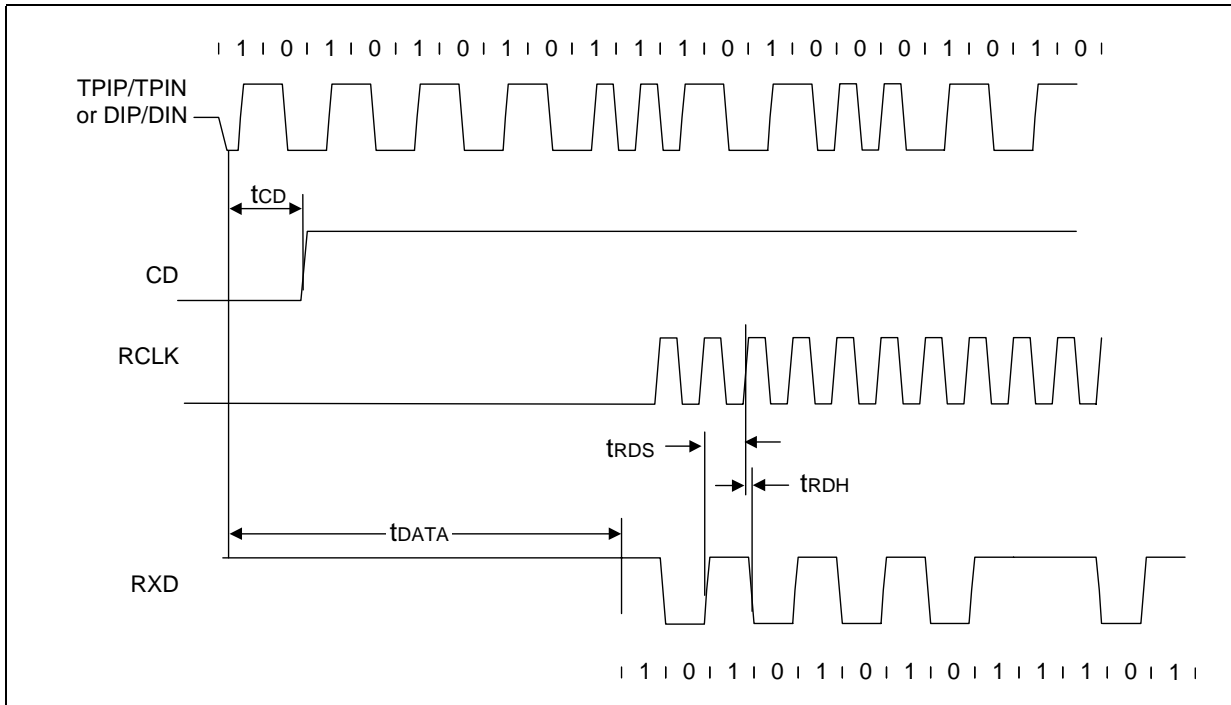 1 0 1 0 1 0 1 0 1 1 1 0 1 0 0 0 1 0 1 0
TPIP/TPIN
or DIP/DIN
tCD
CD
RCLK
tRDS
tRDH
tDATA
RXD
1 0 1 0 1 0 1 0 1 1 1 0 1